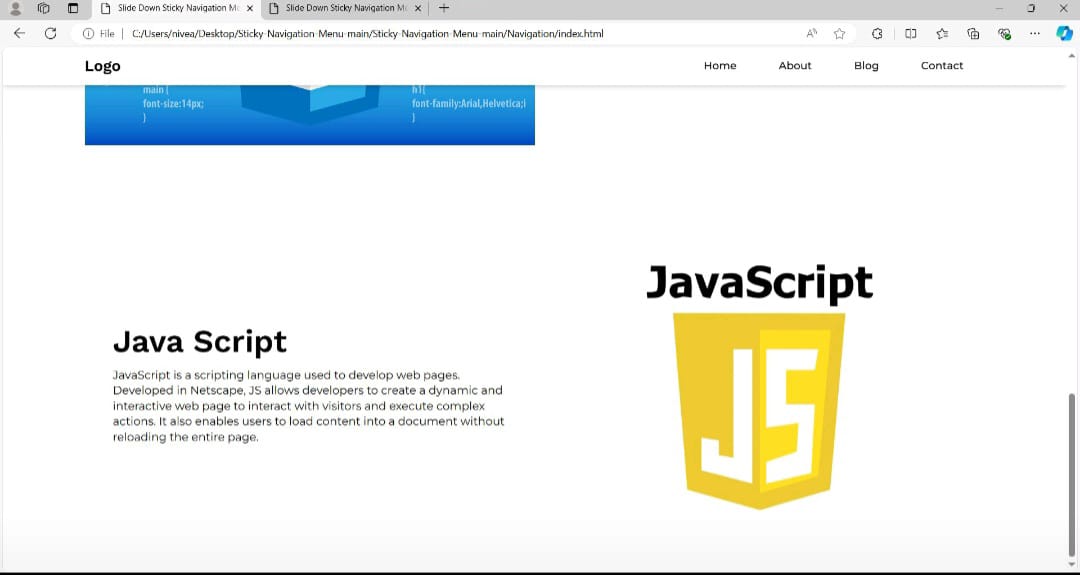 Slide Down Sticky Navigation Mc
Slide Down Sticky Navigation Mc
File
C:/Users/nivea/Desktop/Sticky-Navigation-Menu-main/Sticky-Navigation-Menu-main/Navigation/index.html
Logo
Home
About
Blog
Contact
main {
font-size:14px;
}
h1{
font-family:Arial,Helvetica;
}
JavaScript
JS
Java Script
JavaScript is a scripting language used to develop web pages.
Developed in Netscape, JS allows developers to create a dynamic and
interactive web page to interact with visitors and execute complex
actions. It also enables users to load content into a document without
reloading the entire page.